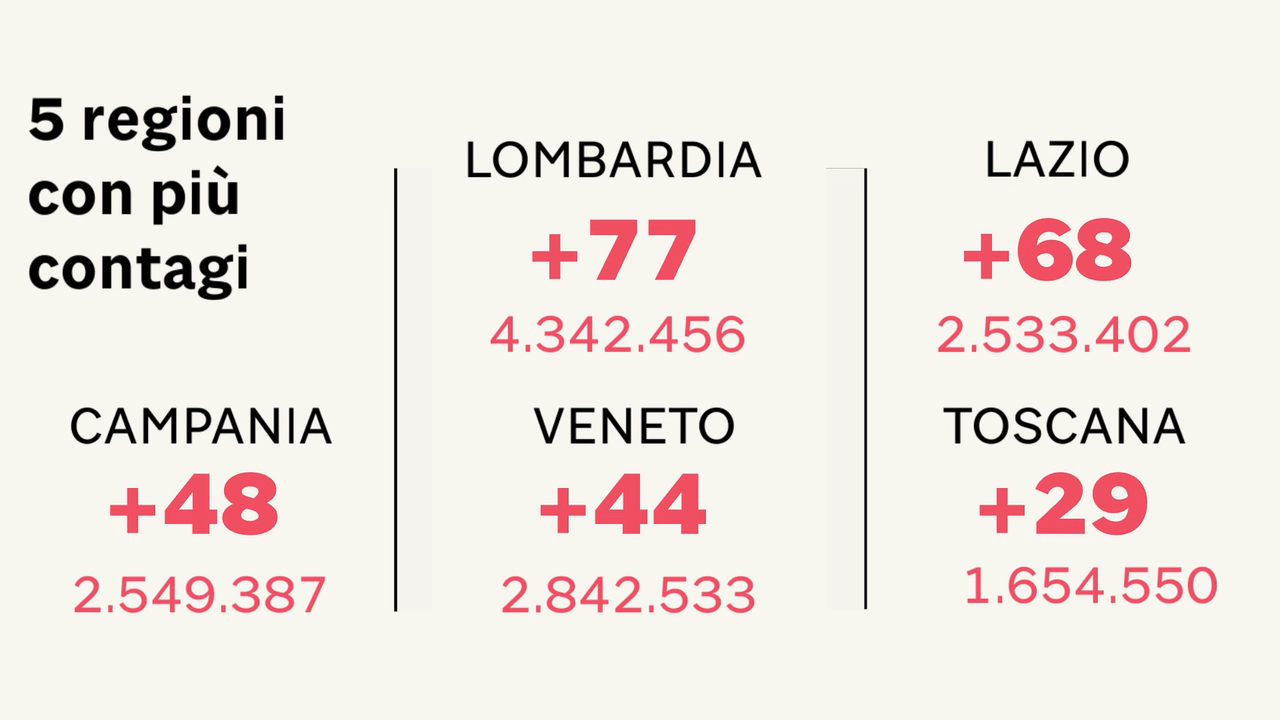 5 regioni
con più
contagi
LOMBARDIA
+77
4.342.456
LAZIO
+68
2.533.402
CAMPANIA
+48
2.549.387
VENETO
+44
2.842.533
TOSCANA
+29
1.654.550